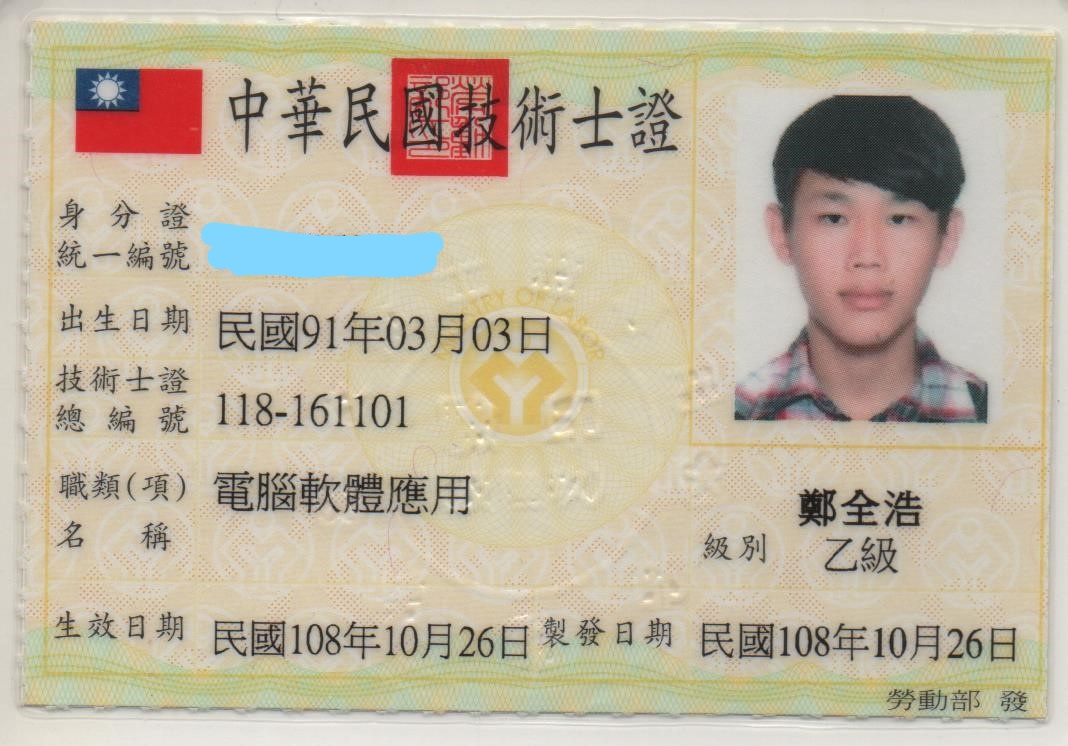 中華民國技術士證
身分證
統一編號
出生日期 民國91年03月03日
技術士證
總編號 118-161101
職類(項)
名稱 電腦軟體應用
鄭全浩
級別 乙級
生效日期 民國108年10月26日 製發日期 民國108年10月26日
勞動部 發